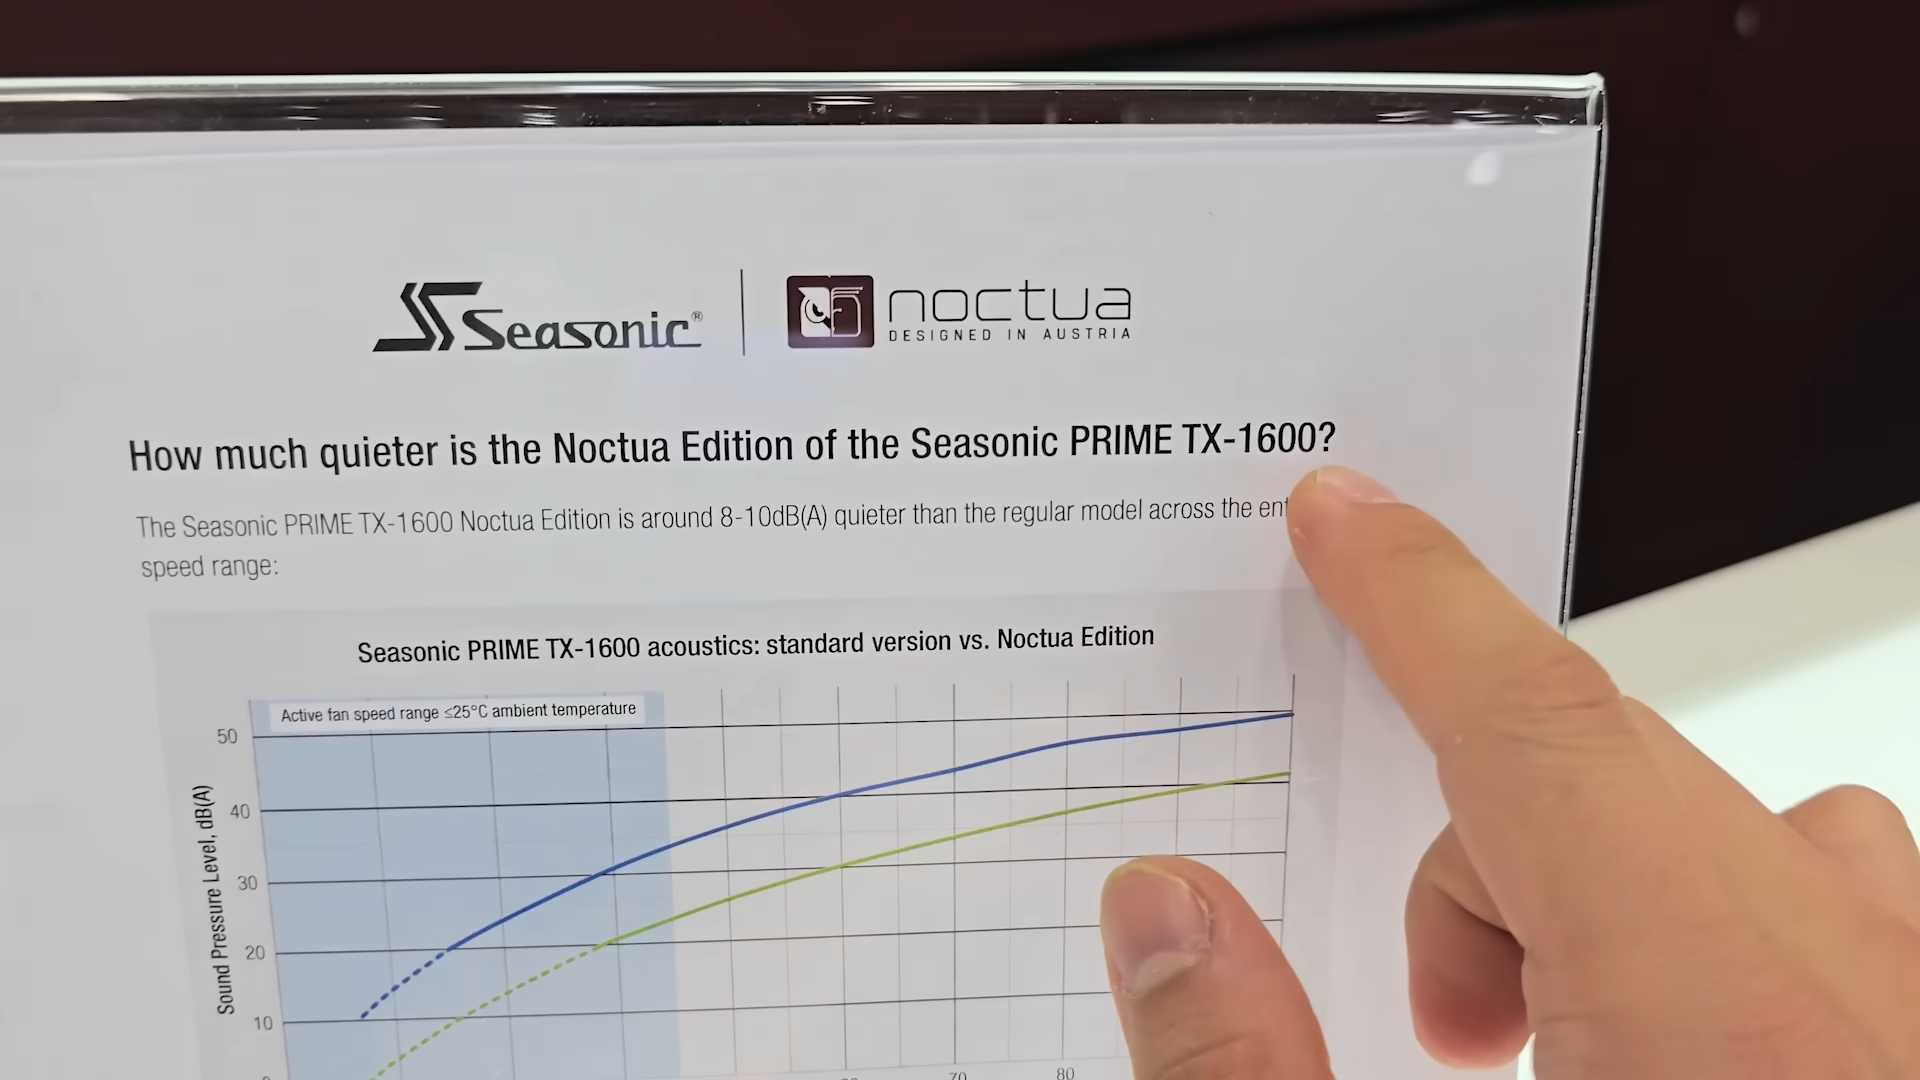 Seasonic®
noctua
DESIGNED IN AUSTRIA
How much quieter is the Noctua Edition of the Seasonic PRIME TX-1600?
The Seasonic PRIME TX-1600 Noctua Edition is around 8-10dB(A) quieter than the regular model across the
speed range:
Seasonic PRIME TX-1600 acoustics: standard version vs. Noctua Edition
Active fan speed range ≤25°C ambient temperature
Sound Pressure Level, dB(A)
50
40
30
20
10
70
80